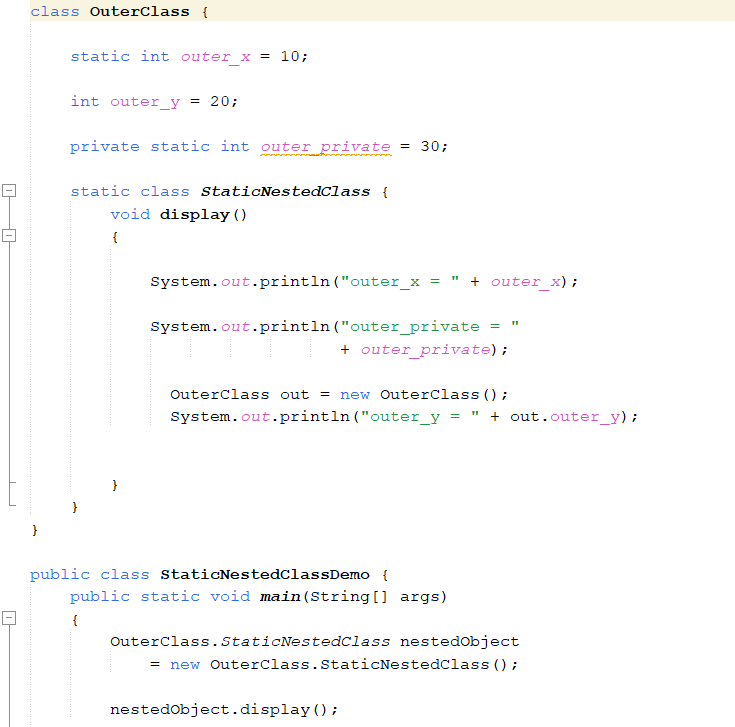 class OuterClass {
static int outer_x = 10;
int outer_y = 20;
private static int outer_private = 30;
static class StaticNestedClass {
void display()
{
System.out.println("outer_x = " + outer_x);
System.out.println("outer_private = "
+ outer_private);
OuterClass out = new OuterClass();
System.out.println("outer_y = " + out.outer_y);
}
}
}
public class StaticNestedClassDemo {
public static void main(String[] args)
{
OuterClass.StaticNestedClass nestedObject
= new OuterClass.StaticNestedClass();
nestedObject.display();